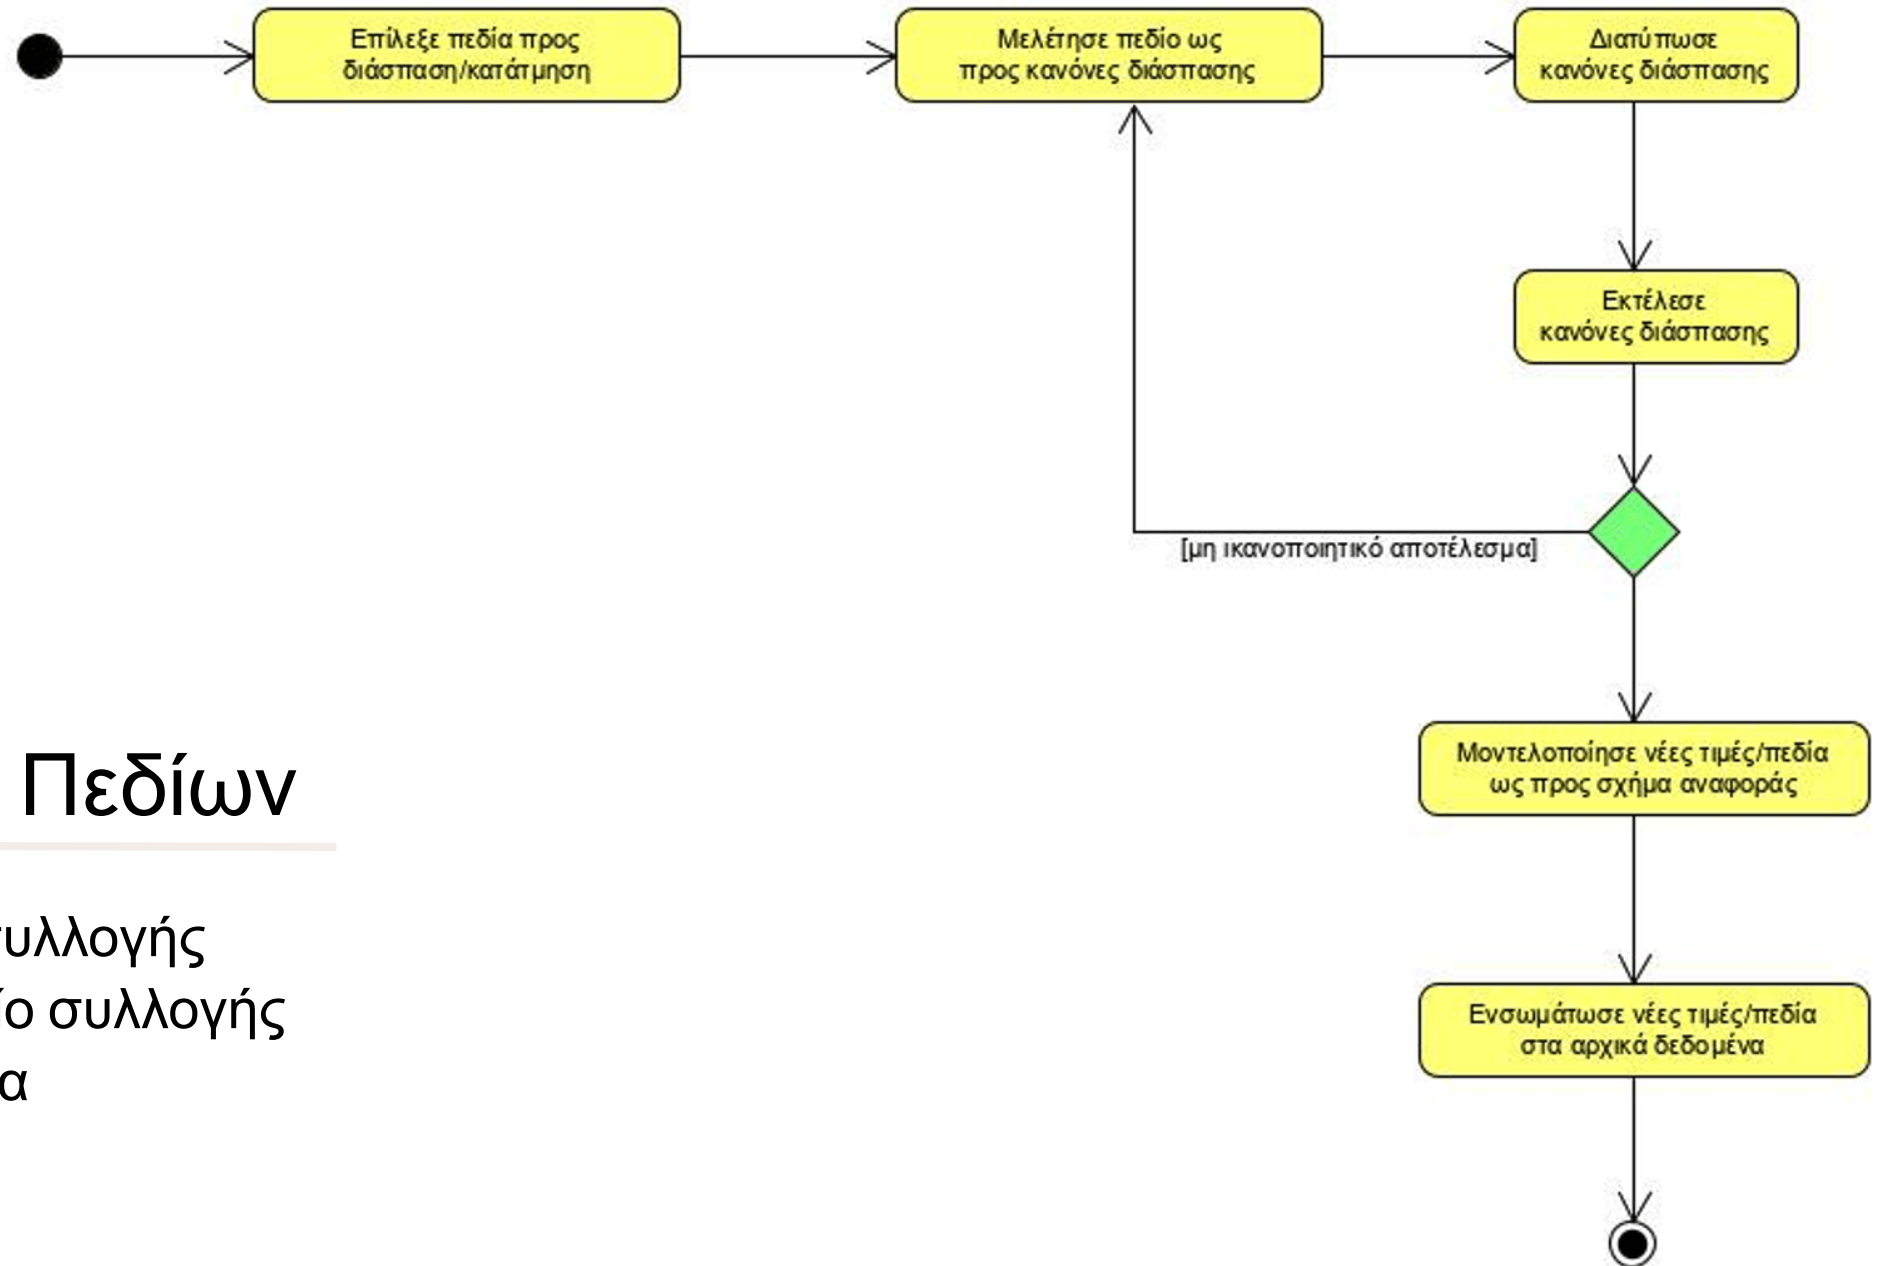 Επίλεξε πεδία προς
διάσπαση/κατάτμηση
Μελέτησε πεδίο ως
προς κανόνες διάσπασης
Διατύπωσε
κανόνες διάσπασης
Εκτέλεσε
κανόνες διάσπασης
[μη ικανοποιητικό αποτέλεσμα]
Μοντελοποίησε νέες τιμές/πεδία
ως προς σχήμα αναφοράς
Ενσωμάτωσε νέες τιμές/πεδία
στα αρχικά δεδομένα
Πεδίων
συλλογής